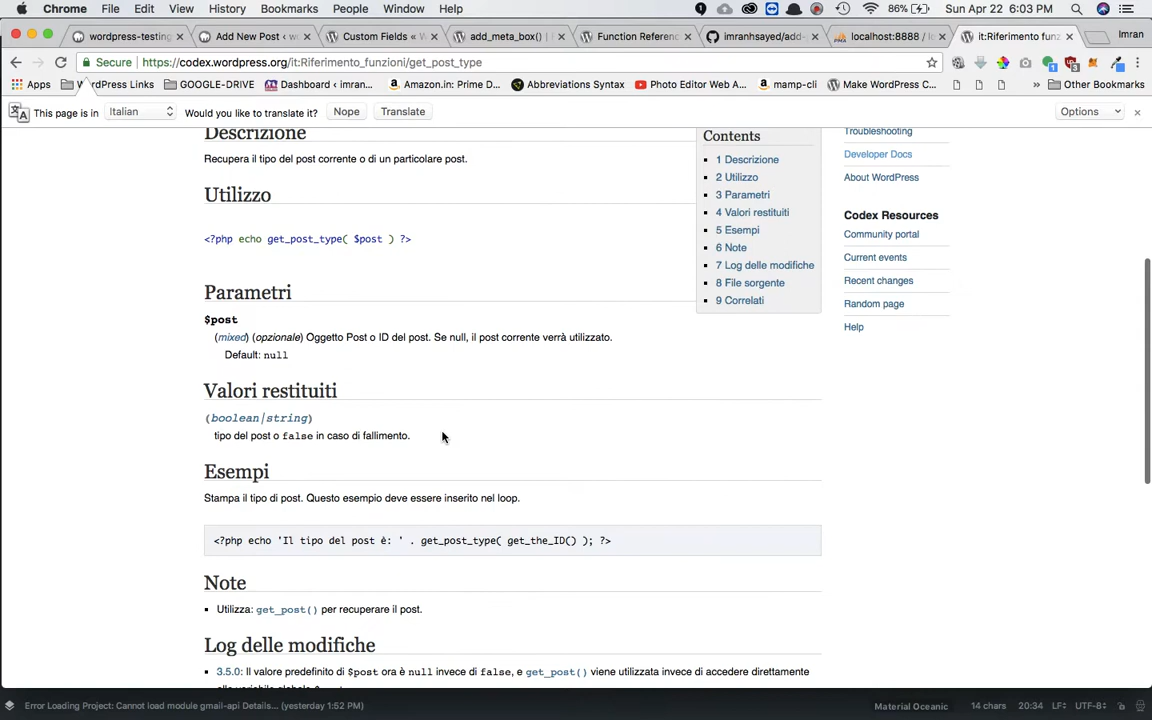 Chrome File Edit View History Bookmarks People Window Help 86% Sun Apr 22 6:03 PM
wordpress-testing Add New Post ‹ w Custom Fields « W add_meta_box() | Function Referenc imranhsayed/add- localhost:8888 / lo it:Riferimento funz Imran
Secure | https://codex.wordpress.org/it:Riferimento_funzioni/get_post_type
Apps WordPress Links GOOGLE-DRIVE Dashboard ‹ imran... Amazon.in: Prime D... Abbreviations Syntax Photo Editor Web A... mamp-cli Make WordPress C... » Other Bookmarks
This page is in Italian Would you like to translate it? Nope Translate Options
Descrizione
Recupera il tipo del post corrente o di un particolare post.
Utilizzo
<?php echo get_post_type( $post ) ?>
Parametri
$post
(mixed) (opzionale) Oggetto Post o ID del post. Se null, il post corrente verrà utilizzato.
Default: null
Valori restituiti
(boolean|string)
tipo del post o false in caso di fallimento.
Esempi
Stampa il tipo di post. Questo esempio deve essere inserito nel loop.
<?php echo 'Il tipo del post è: ' . get_post_type( get_the_ID() ); ?>
Note
Utilizza: get_post() per recuperare il post.
Log delle modifiche
3.5.0: Il valore predefinito di $post ora è null invece di false, e get_post() viene utilizzata invece di accedere direttamente
Contents
1 Descrizione
2 Utilizzo
3 Parametri
4 Valori restituiti
5 Esempi
6 Note
7 Log delle modifiche
8 File sorgente
9 Correlati
Troubleshooting
Developer Docs
About WordPress
Codex Resources
Community portal
Current events
Recent changes
Random page
Help
Error Loading Project: Cannot load module gmail-api Details... (yesterday 1:52 PM) Material Oceanic 14 chars 20:34 LF÷ UTF-8÷